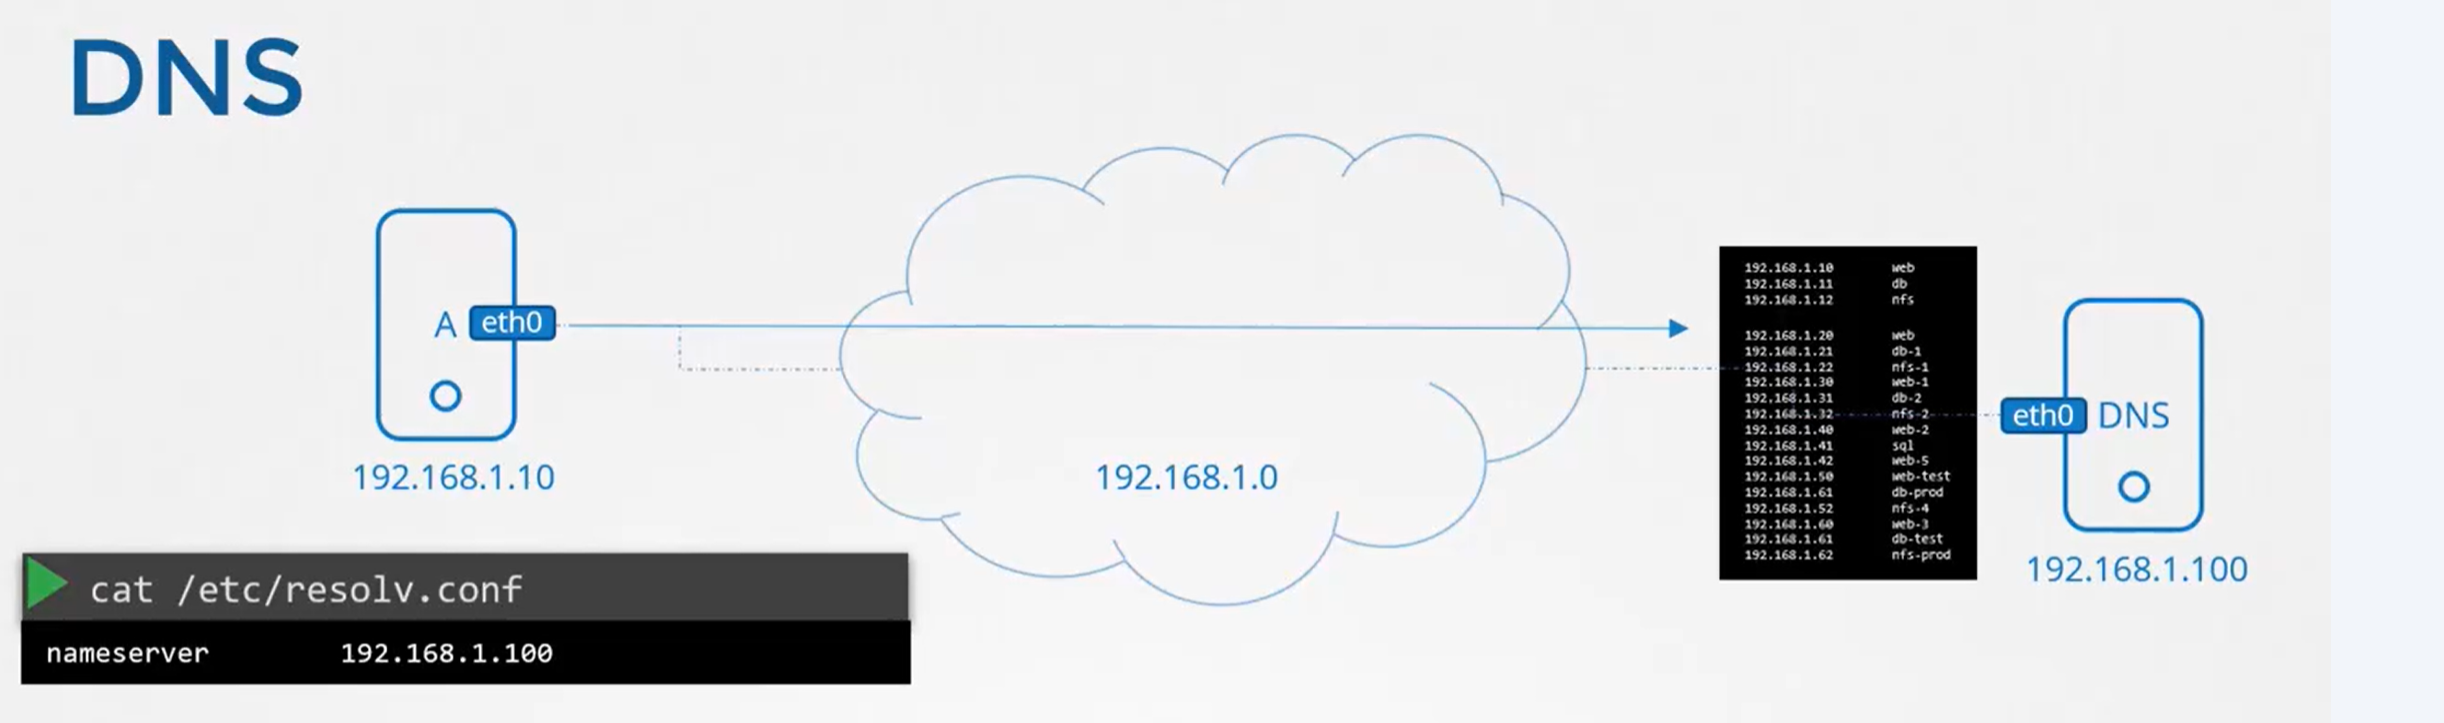 DNS
A eth0
192.168.1.10
192.168.1.0
192.168.1.10 web
192.168.1.11 db
192.168.1.12 nfs
192.168.1.20 web
192.168.1.21 db-1
192.168.1.22 nfs-1
192.168.1.30 web-1
192.168.1.31 db-2
192.168.1.32 nfs-2
192.168.1.40 web-2
192.168.1.41 sql
192.168.1.42 web-5
192.168.1.50 web-test
192.168.1.61 db-prod
192.168.1.52 nfs-4
192.168.1.60 web-3
192.168.1.61 db-test
192.168.1.62 nfs-prod
eth0 DNS
192.168.1.100
cat /etc/resolv.conf
nameserver 192.168.1.100